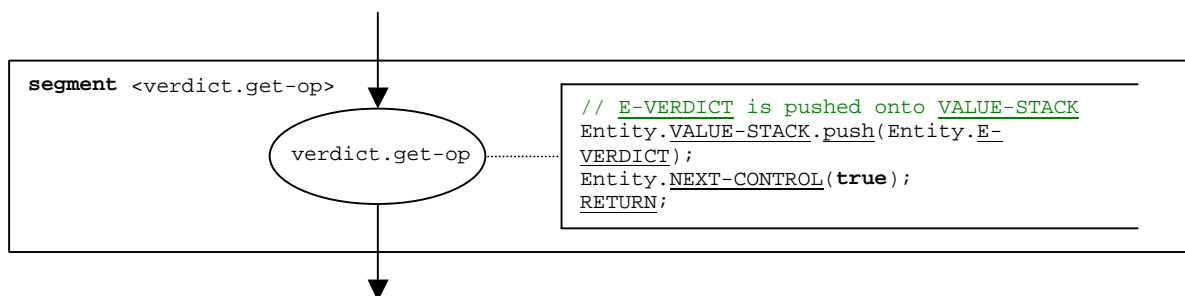 segment <verdict.get-op>
verdict.get-op
// E-VERDICT is pushed onto VALUE-STACK
Entity.VALUE-STACK.push(Entity.E-
VERDICT);
Entity.NEXT-CONTROL(true);
RETURN;